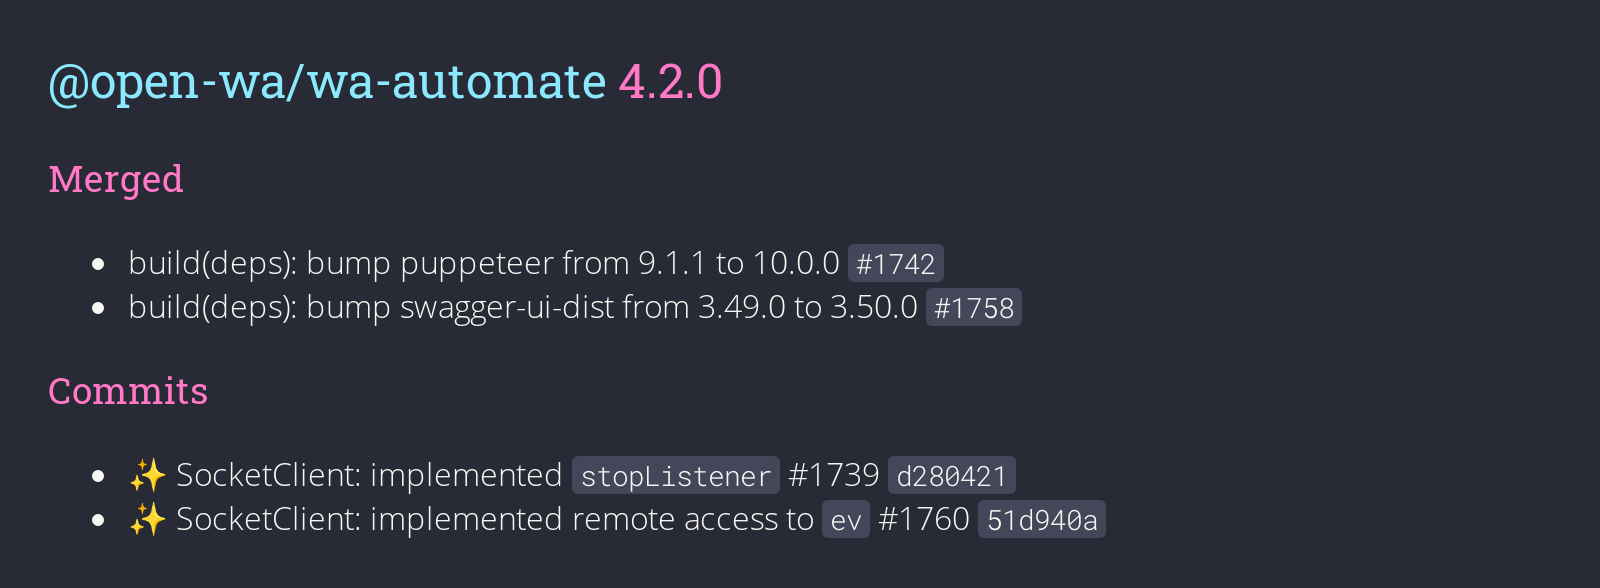 @open-wa/wa-automate 4.2.0
Merged
• build(deps): bump puppeteer from 9.1.1 to 10.0.0 #1742
• build(deps): bump swagger-ui-dist from 3.49.0 to 3.50.0 #1758
Commits
• ✨ SocketClient: implemented stopListener #1739 d280421
• ✨ SocketClient: implemented remote access to ev #1760 51d940a